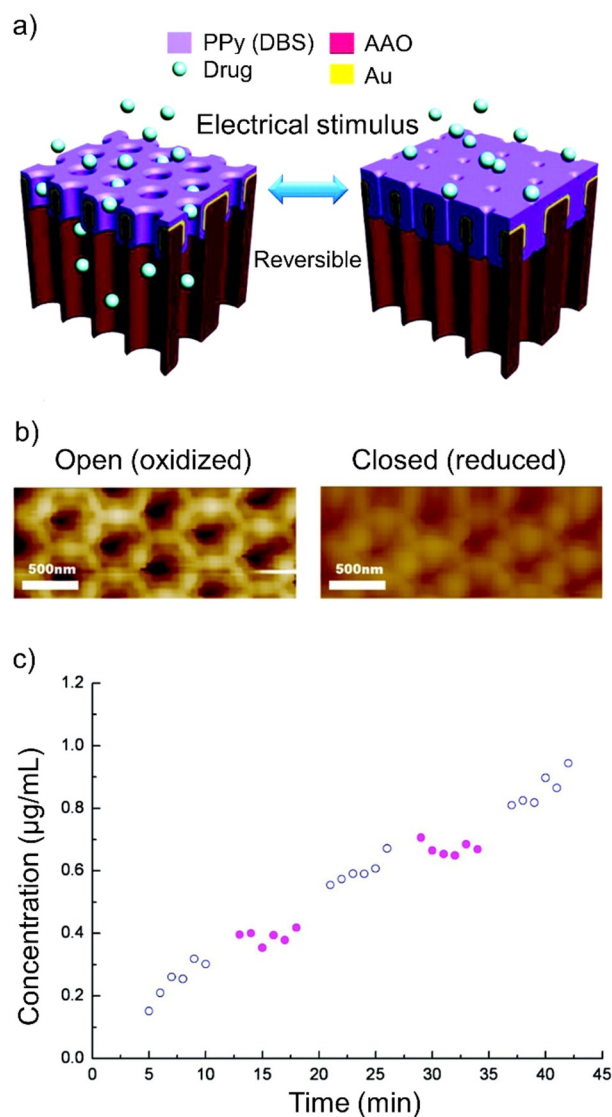 a)
PPy (DBS) AAO
Drug Au
Electrical stimulus
Reversible
b)
Open (oxidized) Closed (reduced)
500nm 500nm
c)
1.2
1.0
0.8
0.6
0.4
0.2
0.0
Concentration (µg/mL)
0 5 10 15 20 25 30 35 40 45
Time (min)